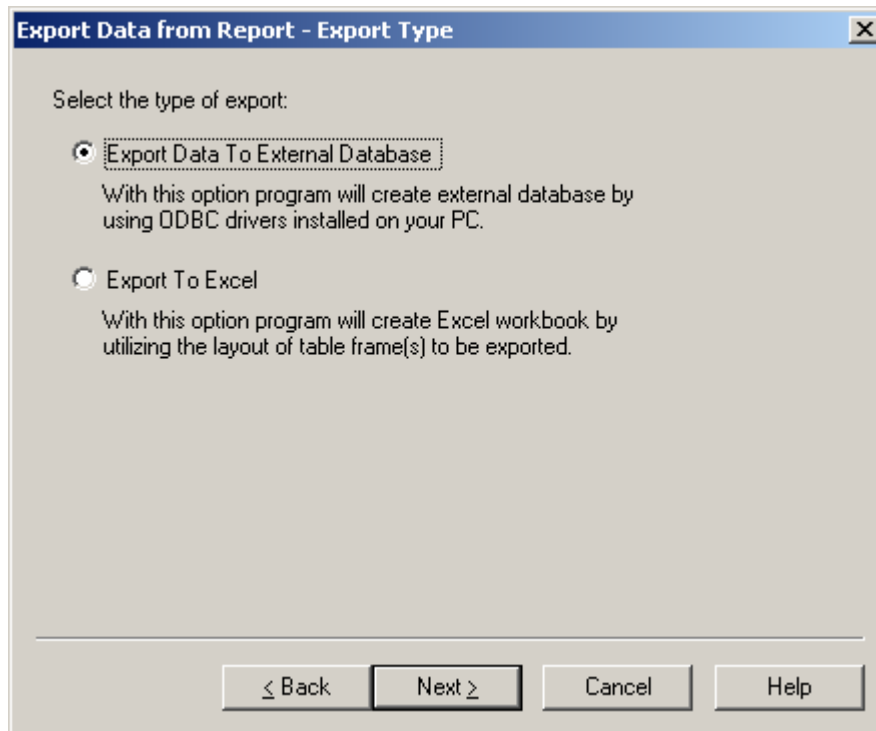 Export Data from Report - Export Type
Select the type of export:
Export Data To External Database
With this option program will create external database by
using ODBC drivers installed on your PC.
Export To Excel
With this option program will create Excel workbook by
utilizing the layout of table frame(s) to be exported.
< Back Next > Cancel Help